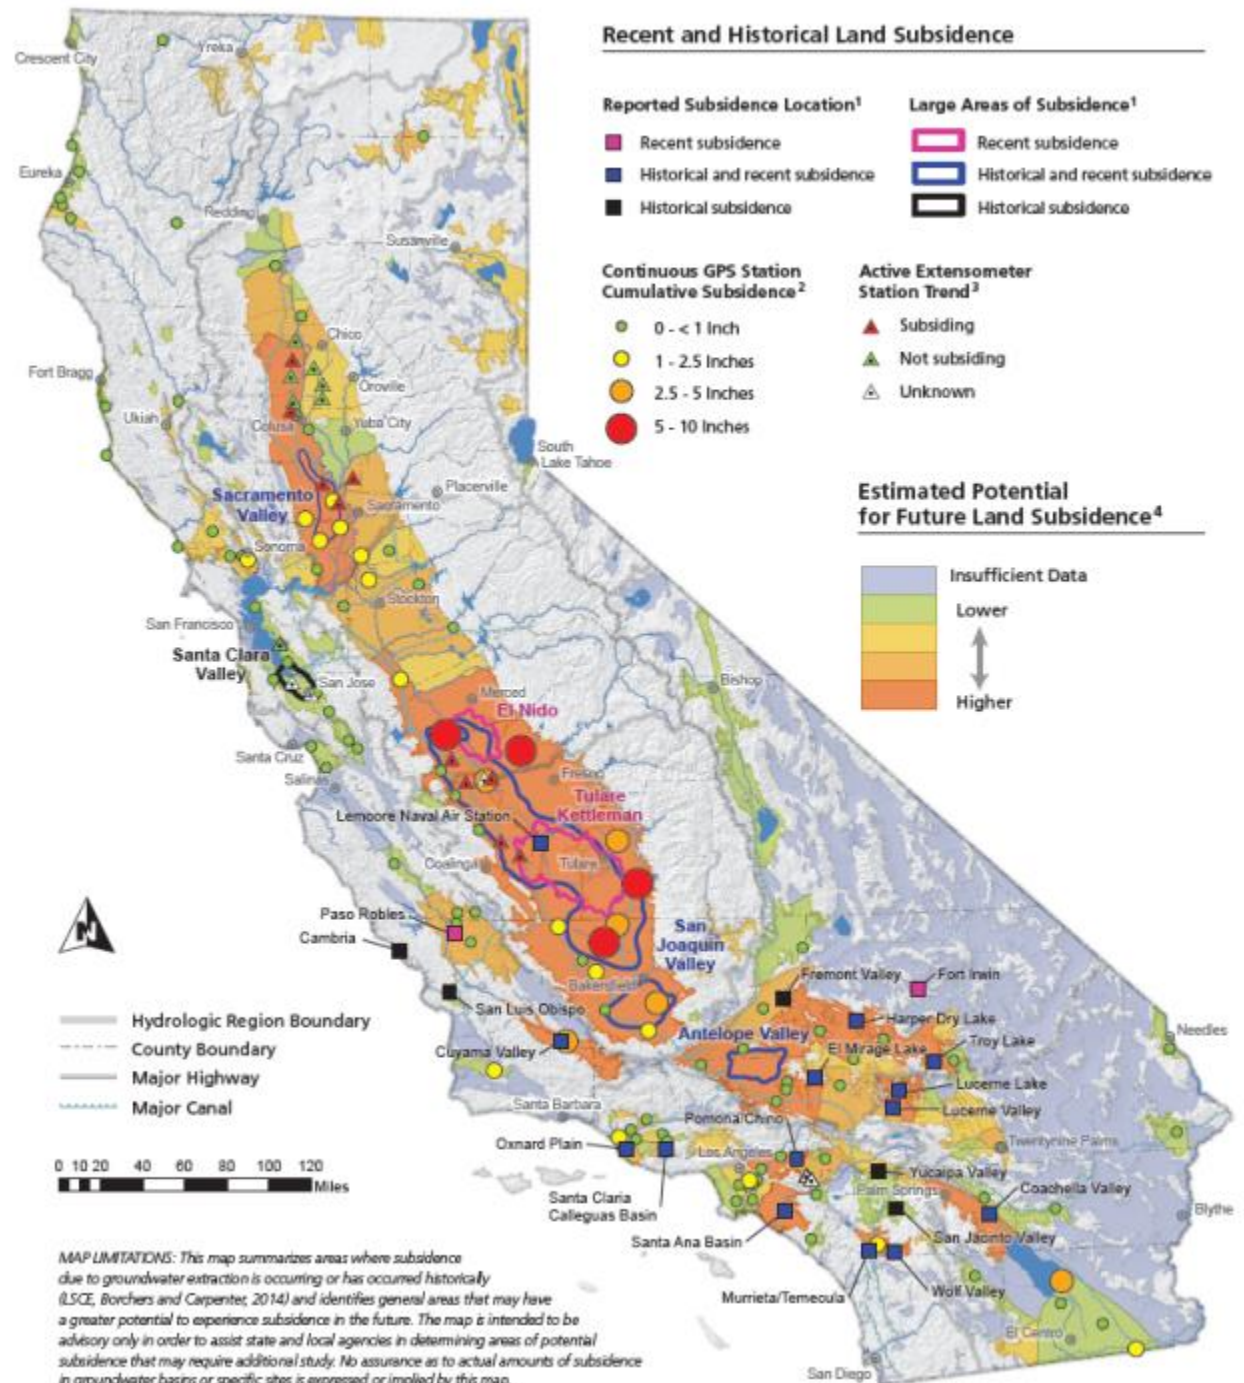 Recent and Historical Land Subsidence
Reported Subsidence Location¹
Recent subsidence
Historical and recent subsidence
Historical subsidence
Large Areas of Subsidence¹
Recent subsidence
Historical and recent subsidence
Historical subsidence
Continuous GPS Station
Cumulative Subsidence²
0 - < 1 Inch
1 - 2.5 Inches
2.5 - 5 Inches
5 - 10 Inches
Active Extensometer
Station Trend³
Subsiding
Not subsiding
Unknown
Estimated Potential
for Future Land Subsidence⁴
Insufficient Data
Lower
Higher
Crescent City
Yreka
Eureka
Redding
Susanville
Chico
Fort Bragg
Oroville
Ukiah
Colusa
Yuba City
South
Lake Tahoe
Placerville
Sacramento
Valley
Sacramento
Sonoma
Stockton
San Francisco
Santa Clara
Valley
San Jose
Bishop
Merced
El Nido
Santa Cruz
Salinas
Fresno
Tulare
Kettleman
Lemoore Naval Air Station
Coalinga
Tulare
Paso Robles
Cambria
San
Joaquin
Valley
Bakersfield
Fremont Valley
Fort Irwin
San Luis Obispo
Harper Dry Lake
Antelope Valley
Needles
Troy Lake
El Mirage Lake
Cuyama Valley
Lucerne Lake
Lucerne Valley
Santa Barbara
Pomona/Chino
Oxnard Plain
Los Angeles
Twentynine Palms
Yucaipa Valley
Palm Springs
Coachella Valley
Santa Claria
Calleguas Basin
Blythe
Santa Ana Basin
San Jacinto Valley
Murrieta/Temecula
Wolf Valley
El Centro
San Diego
N
Hydrologic Region Boundary
County Boundary
Major Highway
Major Canal
0 10 20 40 60 80 100 120
Miles
MAP LIMITATIONS: This map summarizes areas where subsidence
due to groundwater extraction is occurring or has occurred historically
(LSCE, Borchers and Carpenter, 2014) and identifies general areas that may have
a greater potential to experience subsidence in the future. The map is intended to be
advisory only in order to assist state and local agencies in determining areas of potential
subsidence that may require additional study. No assurance as to actual amounts of subsidence
in groundwater basins or specific sites is expressed or implied by this map.